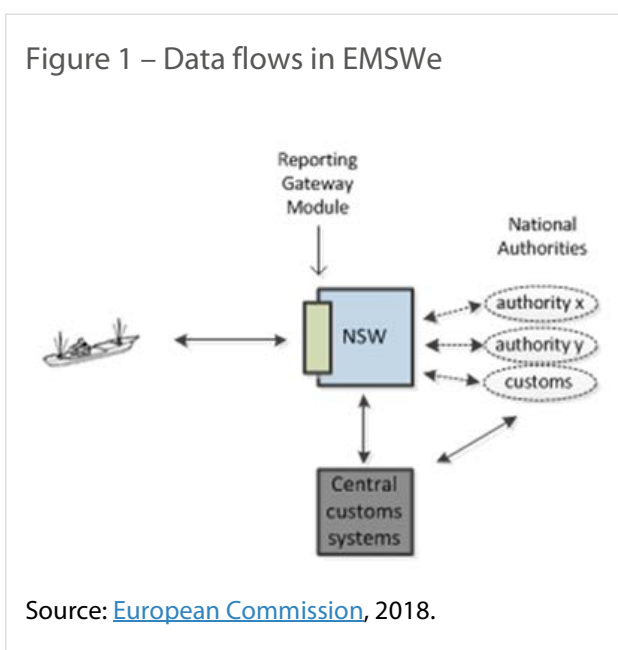 Figure 1 – Data flows in EMSWe
Reporting
Gateway
Module
National
Authorities
authority x
NSW
authority y
customs
Central
customs
systems
Source: European Commission, 2018.